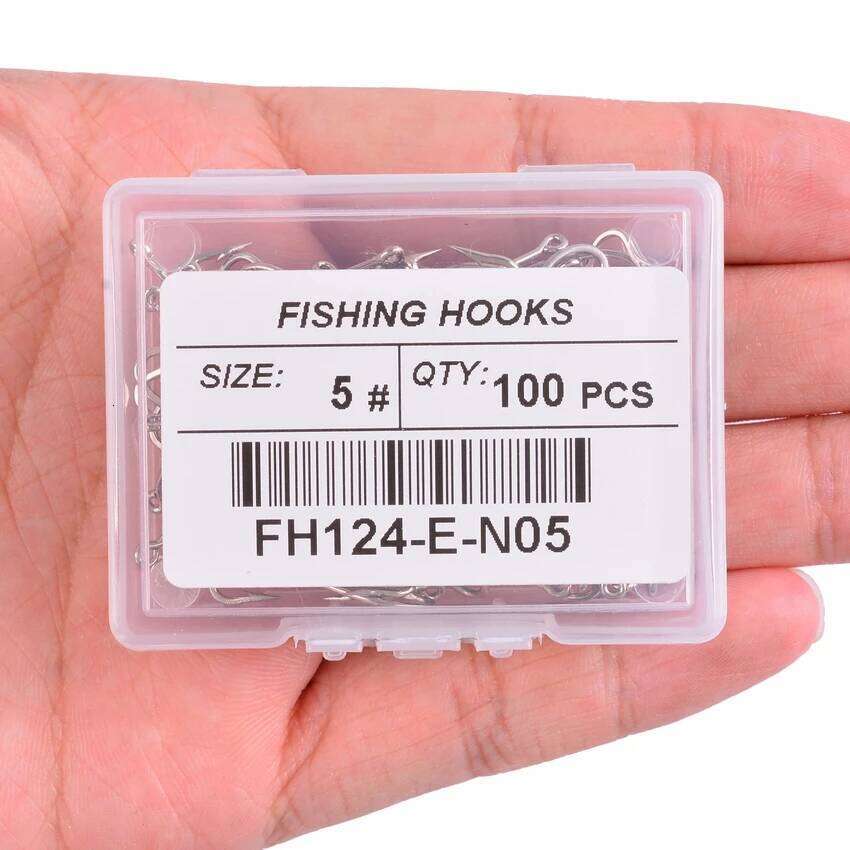 FISHING HOOKS
SIZE: 5 # QTY: 100 PCS
FH124-E-N05